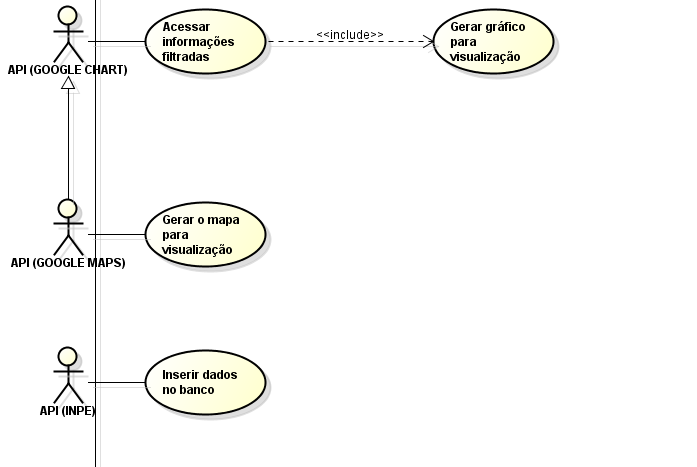 Acessar
informações
filtradas
<<include>>
Gerar gráfico
para
visualização
API (GOOGLE CHART)
Gerar o mapa
para
visualização
API (GOOGLE MAPS)
Inserir dados
no banco
API (INPE)